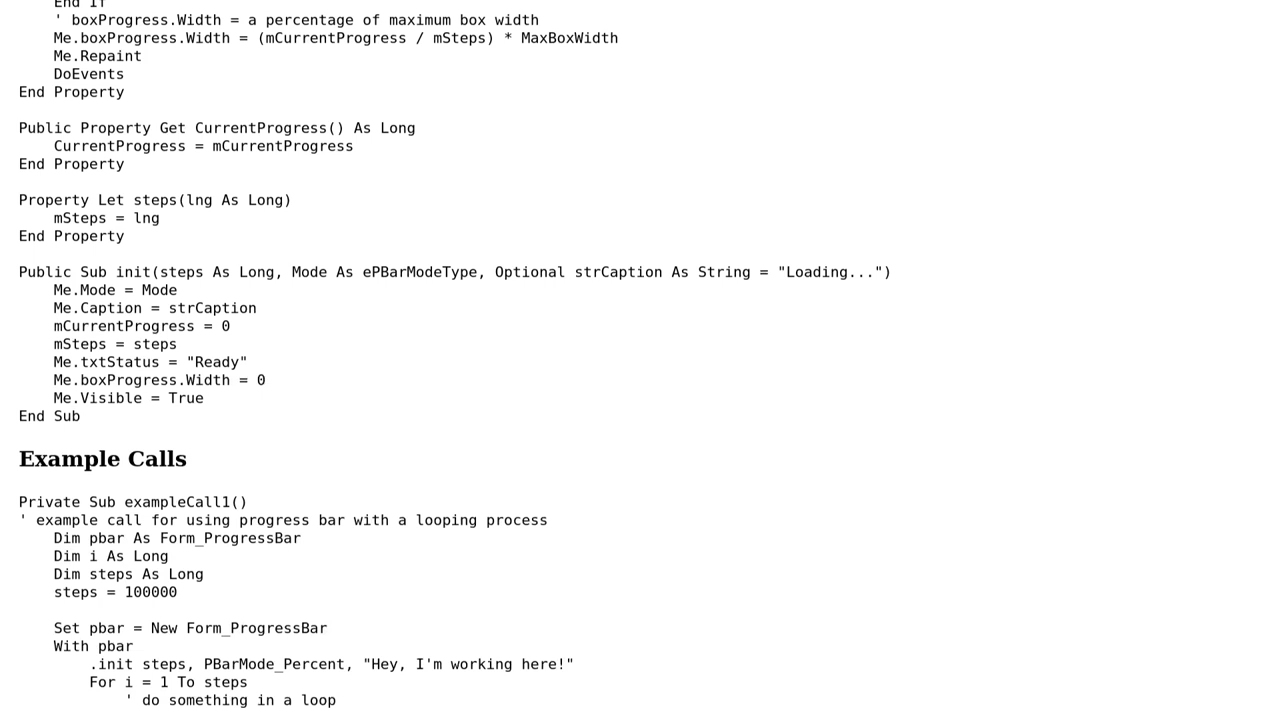 End If
' boxProgress.Width = a percentage of maximum box width
Me.boxProgress.Width = (mCurrentProgress / mSteps) * MaxBoxWidth
Me.Repaint
DoEvents
End Property
Public Property Get CurrentProgress() As Long
CurrentProgress = mCurrentProgress
End Property
Property Let steps(lng As Long)
mSteps = lng
End Property
Public Sub init(steps As Long, Mode As ePBarModeType, Optional strCaption As String = "Loading...")
Me.Mode = Mode
Me.Caption = strCaption
mCurrentProgress = 0
mSteps = steps
Me.txtStatus = "Ready"
Me.boxProgress.Width = 0
Me.Visible = True
End Sub
Example Calls
Private Sub exampleCall1()
' example call for using progress bar with a looping process
Dim pbar As Form_ProgressBar
Dim i As Long
Dim steps As Long
steps = 100000
Set pbar = New Form_ProgressBar
With pbar
.init steps, PBarMode_Percent, "Hey, I'm working here!"
For i = 1 To steps
' do something in a loop